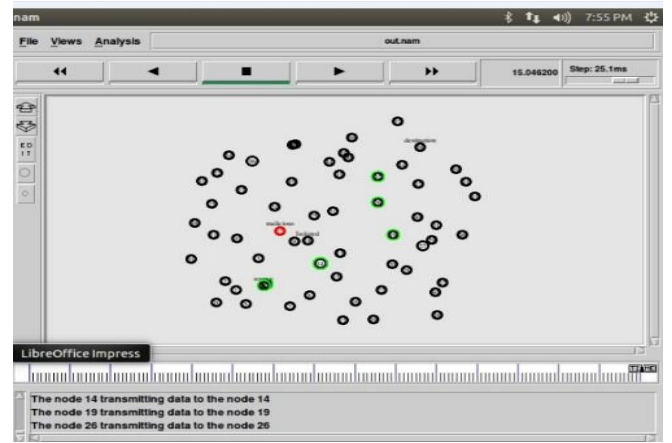 nam
7:55 PM
File Views Analysis
out.nam
15.046200
Step: 25.1ms
ED
IT
destination
malicious
source
LibreOffice Impress
The node 14 transmitting data to the node 14
The node 19 transmitting data to the node 19
The node 26 transmitting data to the node 26